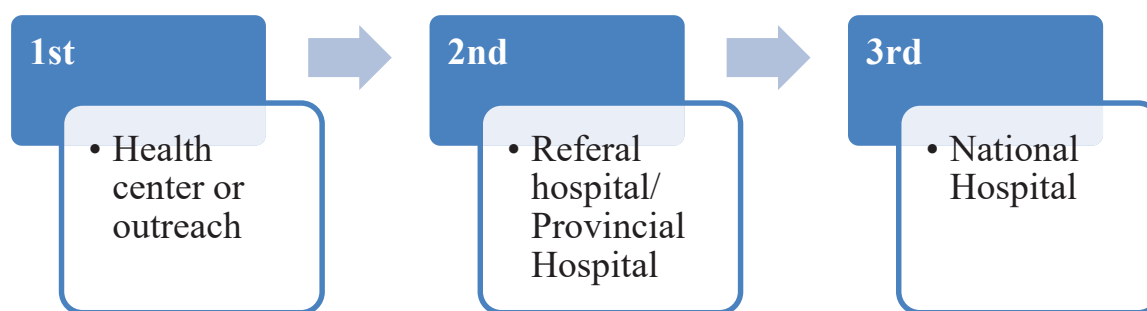 1st
• Health
center or
outreach
2nd
• Referal
hospital/
Provincial
Hospital
3rd
• National
Hospital